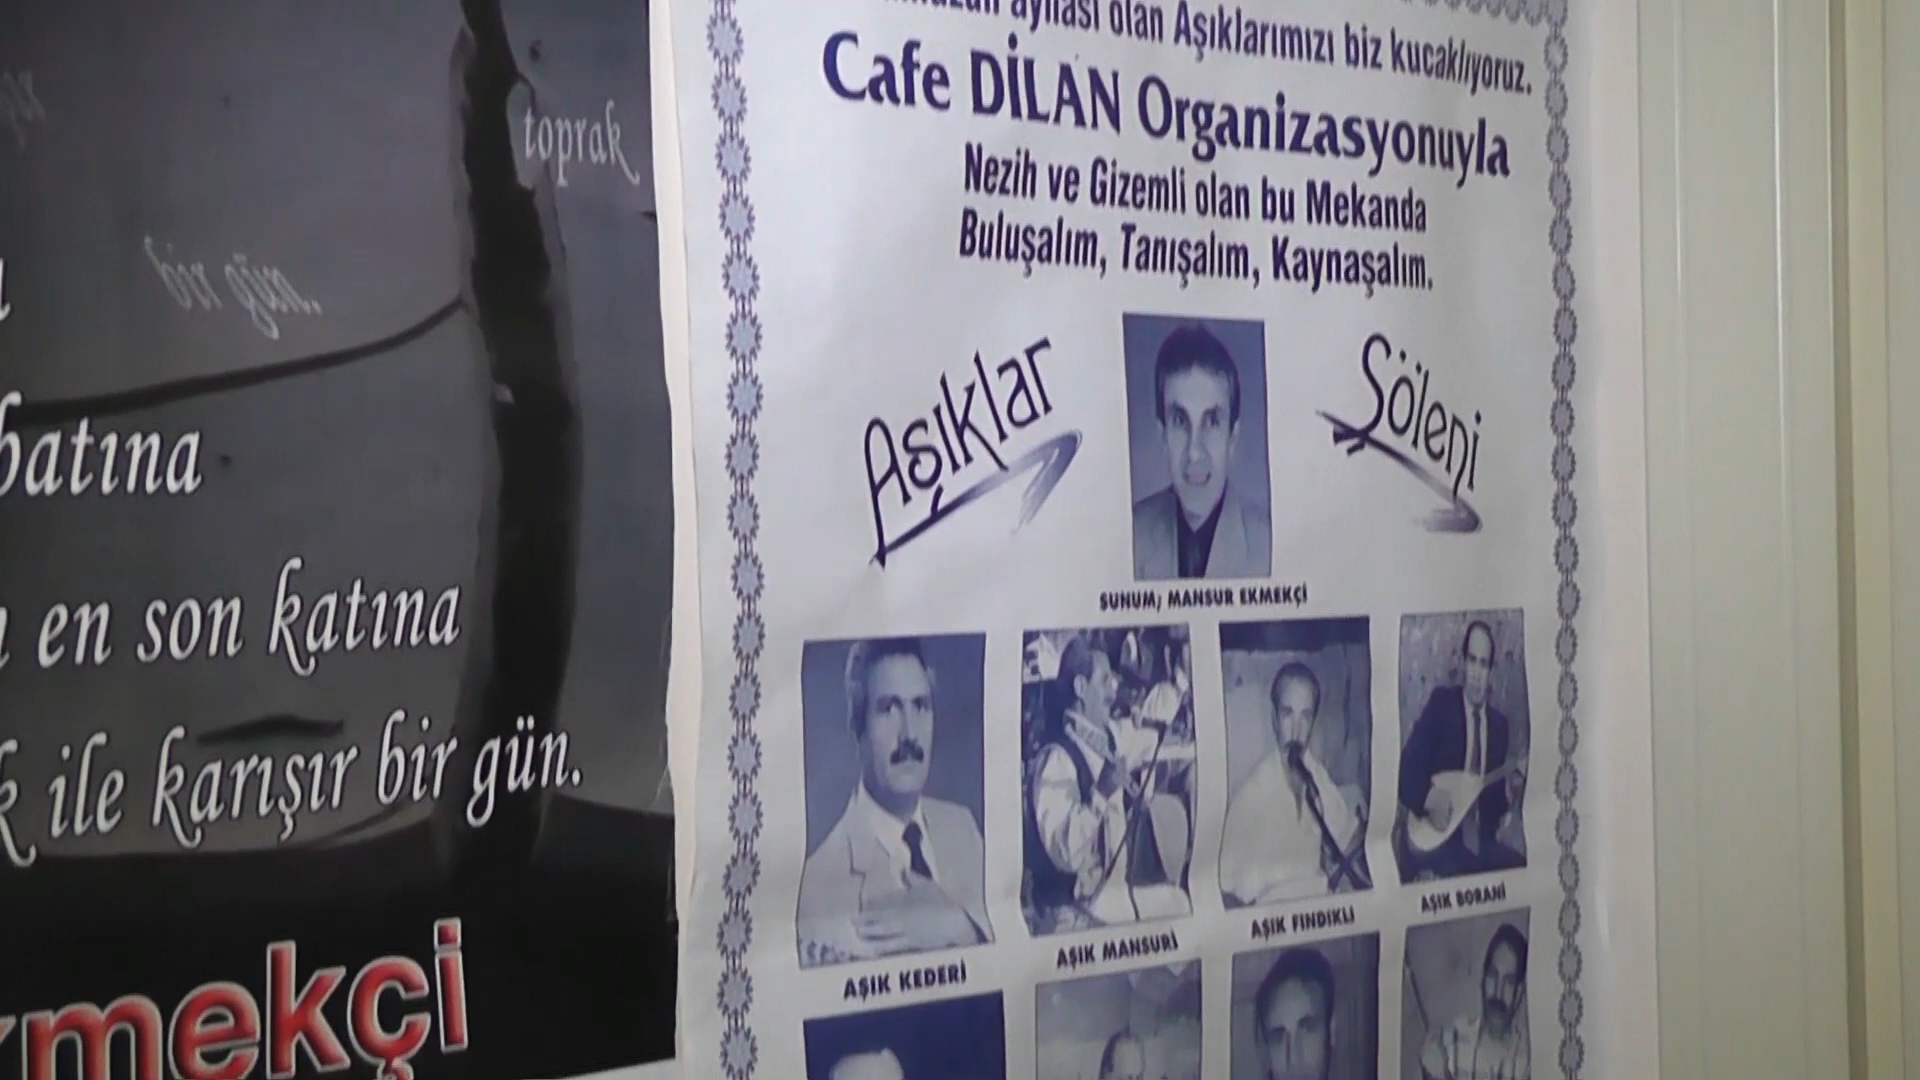 toprak
bir gün.
batına
en son katına
ile karışır bir gün.
kmekçi
aynası olan Aşıklarımızı biz kucaklıyoruz.
Cafe DİLAN Organizasyonuyla
Nezih ve Gizemli olan bu Mekanda
Buluşalım, Tanışalım, Kaynaşalım.
Aşıklar Şöleni
SUNUM; MANSUR EKMEKÇİ
AŞIK KEDERİ AŞIK MANSURİ AŞIK FINDIKLI AŞIK BORANİ